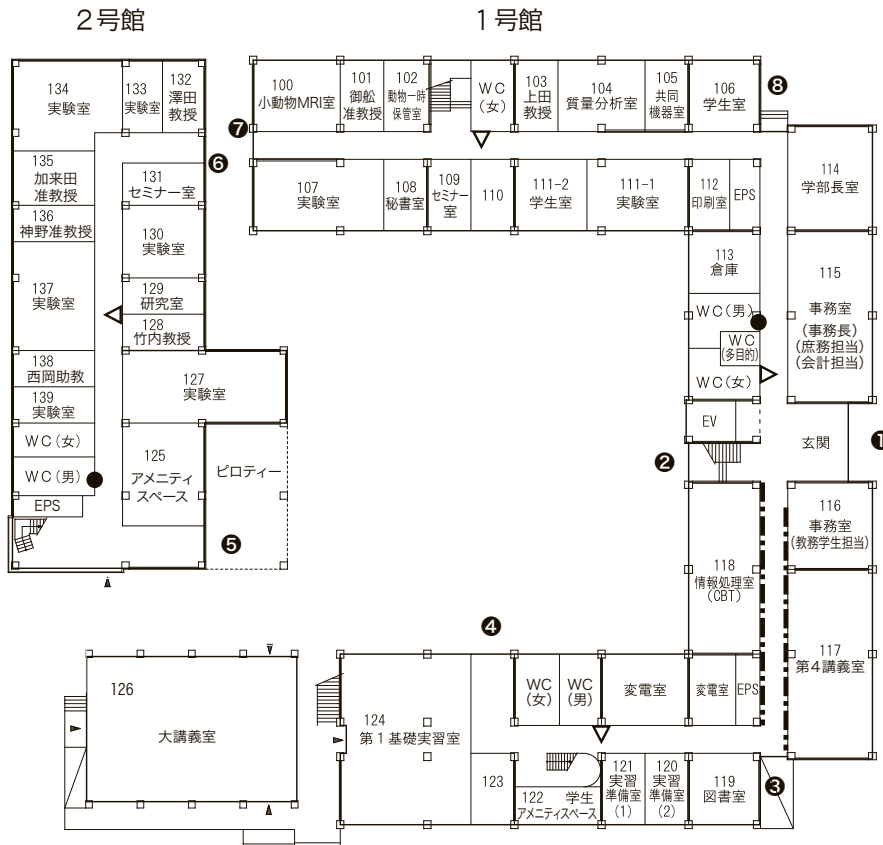 2号館
1号館
134
実験室
133
実験室
132
澤田
教授
135
加来田
准教授
136
神野准教授
137
実験室
138
西岡助教
139
実験室
WC(女)
WC(男)
EPS
131
セミナー室
130
実験室
129
研究室
128
竹内教授
127
実験室
125
アメニティ
スペース
ピロティー
❻
❺
❼
100
小動物MRI室
101
御舩
准教授
102
動物一時
保管室
WC
(女)
103
上田
教授
104
質量分析室
105
共同
機器室
106
学生室
❽
107
実験室
108
秘書室
109
セミナー
室
110
111-2
学生室
111-1
実験室
112
印刷室
EPS
113
倉庫
WC(男)
WC
(多目的)
WC(女)
EV
❷
114
学部長室
115
事務室
(事務長)
(庶務担当)
(会計担当)
玄関
❶
116
事務室
(教務学生担当)
117
第4講義室
118
情報処理室
(CBT)
❹
WC
(女)
WC
(男)
変電室
変電室
EPS
124
第1基礎実習室
123
122 学生
アメニティスペース
121
実習
準備室
(1)
120
実習
準備室
(2)
119
図書室
❸
126
大講義室